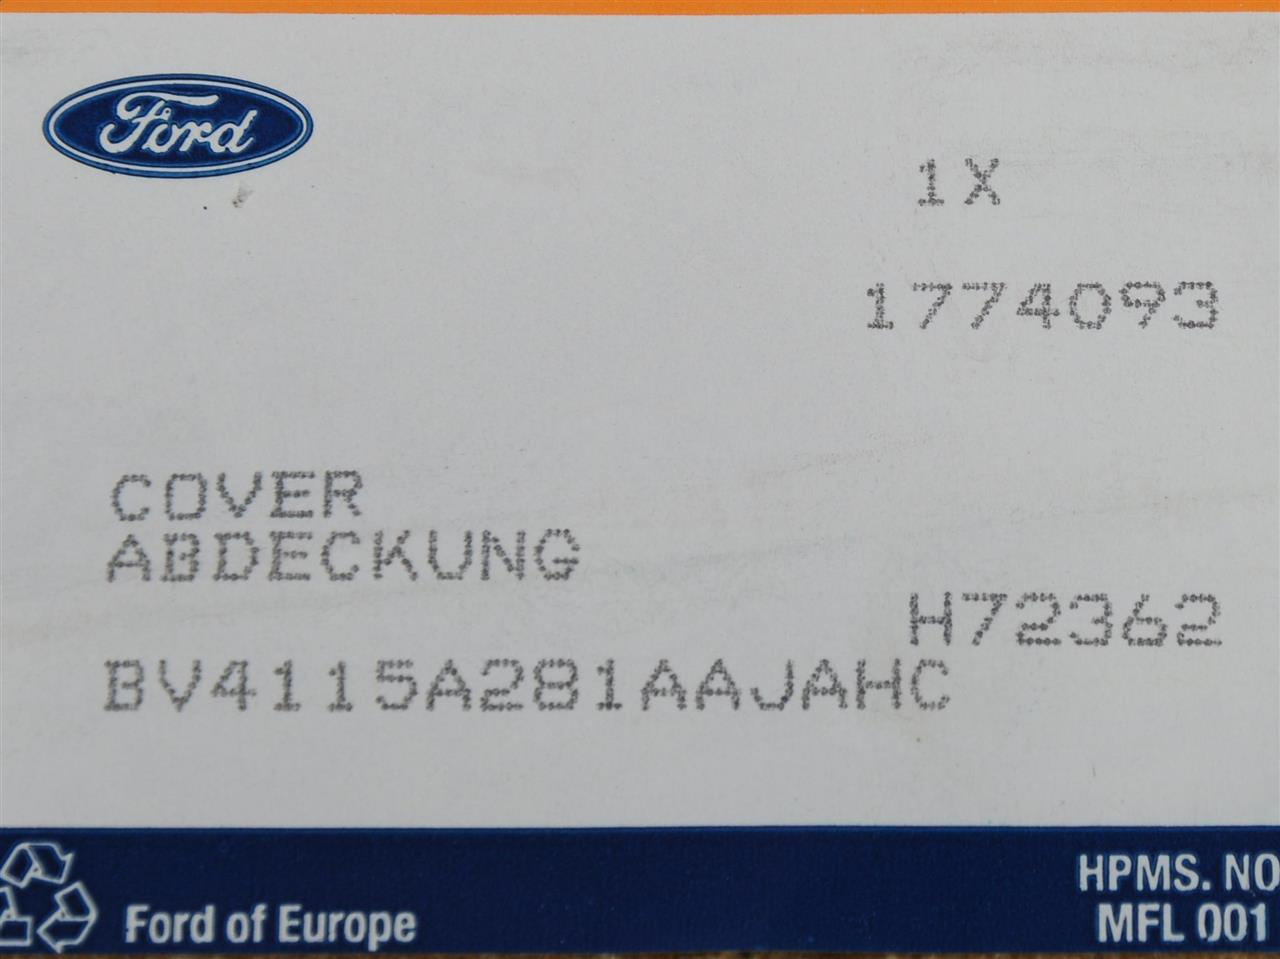 Ford
1X
1774093
COVER
ABDECKUNG
H72362
BV4115A281AAJAHC
Ford of Europe
HPMS. NO
MFL 001